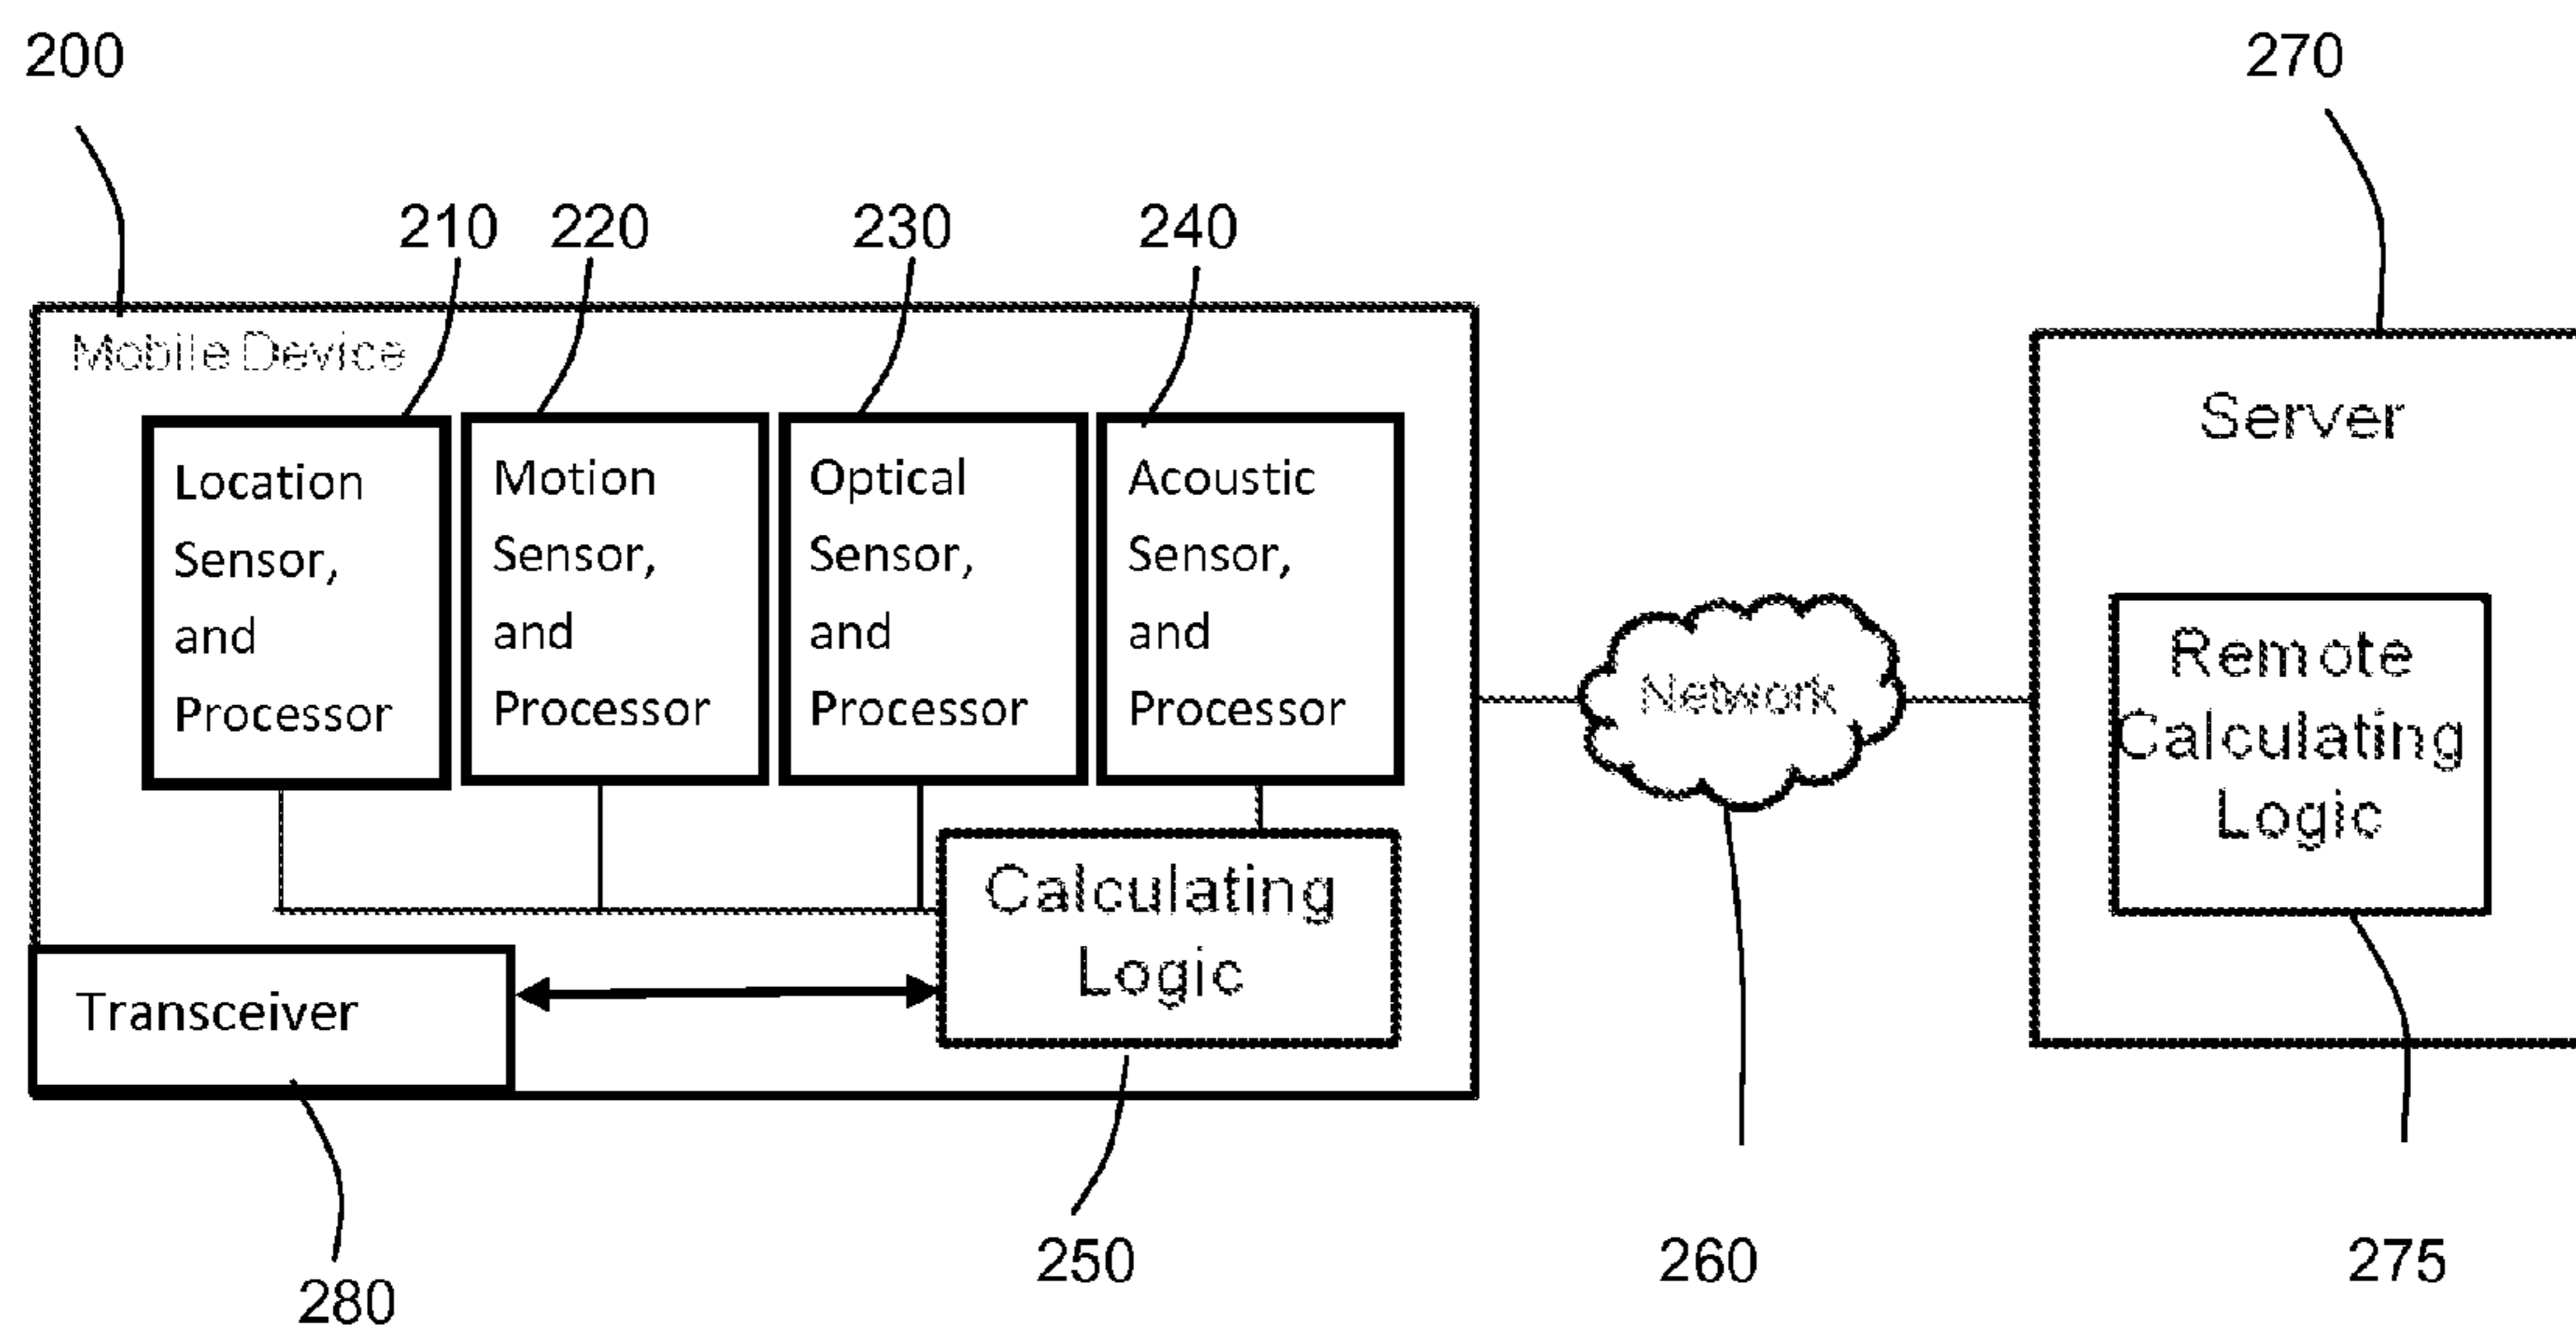 200
270
210
220
230
240
Mobile Device
Location
Sensor,
and
Processor
Motion
Sensor,
and
Processor
Optical
Sensor,
and
Processor
Acoustic
Sensor,
and
Processor
Calculating
Logic
Transceiver
Network
Server
Remote
Calculating
Logic
280
250
260
275